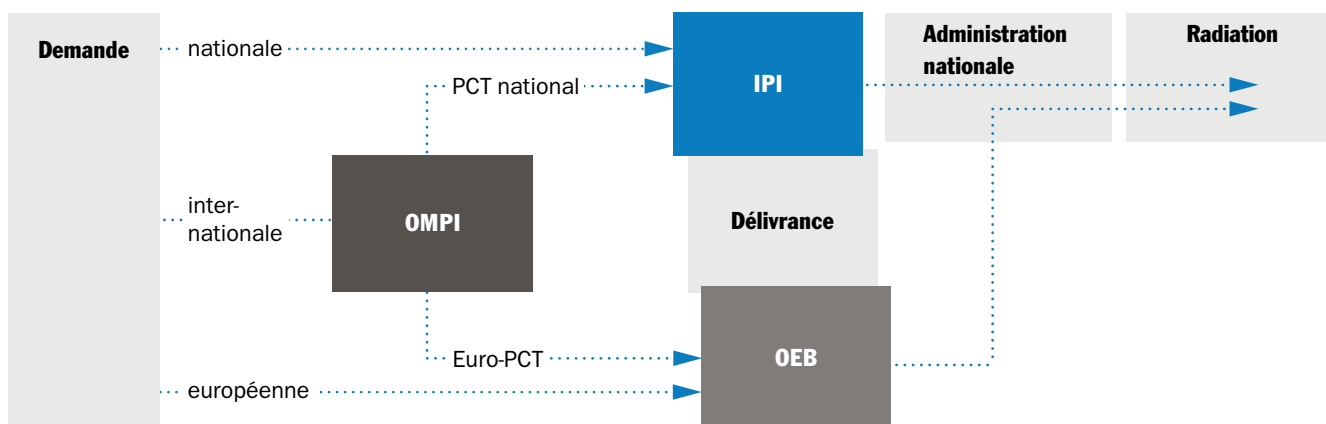 Demande
nationale
PCT national
IPI
Administration
nationale
Radiation
inter-
nationale
OMPI
Délivrance
Euro-PCT
OEB
européenne